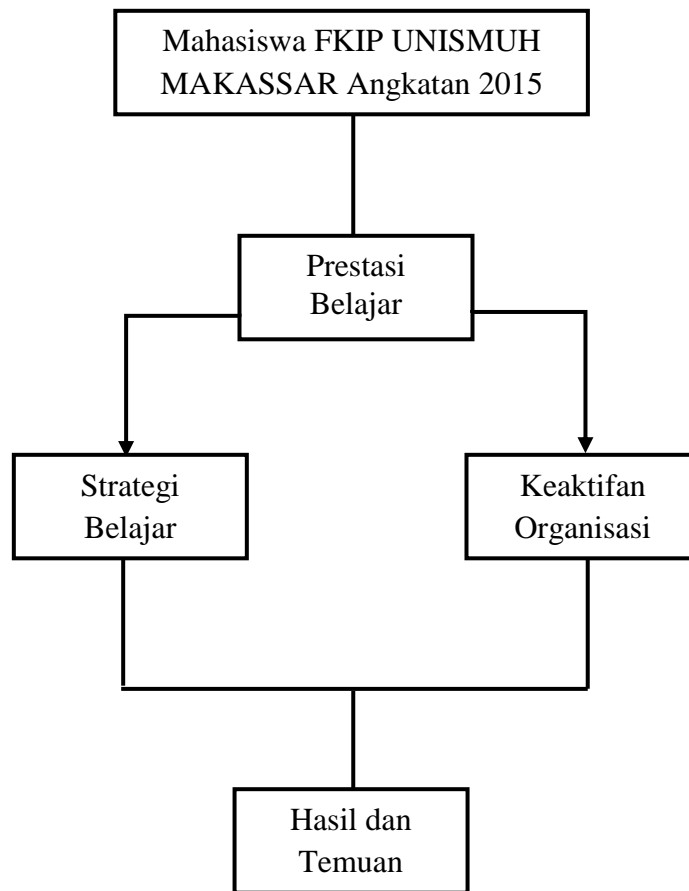 Mahasiswa FKIP UNISMUH
MAKASSAR Angkatan 2015
Prestasi
Belajar
Strategi
Belajar
Keaktifan
Organisasi
Hasil dan
Temuan